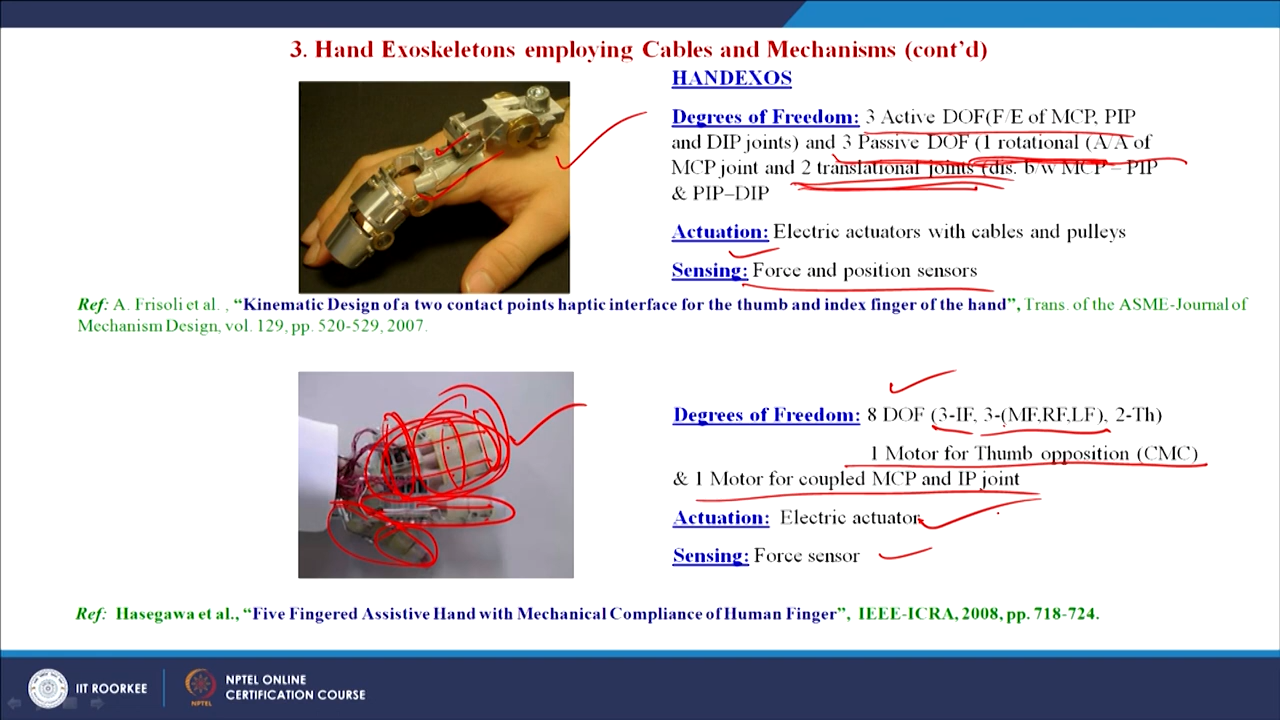 3. Hand Exoskeletons employing Cables and Mechanisms (cont’d)
HANDEXOS
Degrees of Freedom: 3 Active DOF(F/E of MCP, PIP
and DIP joints) and 3 Passive DOF (1 rotational (A/A of
MCP joint and 2 translational joints (dis. b/w MCP – PIP
& PIP–DIP
Actuation: Electric actuators with cables and pulleys
Sensing: Force and position sensors
Ref: A. Frisoli et al. , “Kinematic Design of a two contact points haptic interface for the thumb and index finger of the hand”, Trans. of the ASME-Journal of
Mechanism Design, vol. 129, pp. 520-529, 2007.
Degrees of Freedom: 8 DOF (3-IF, 3-(MF,RF,LF), 2-Th)
1 Motor for Thumb opposition (CMC)
& 1 Motor for coupled MCP and IP joint
Actuation: Electric actuator
Sensing: Force sensor
Ref: Hasegawa et al., “Five Fingered Assistive Hand with Mechanical Compliance of Human Finger”, IEEE-ICRA, 2008, pp. 718-724.
IIT ROORKEE
NPTEL ONLINE
CERTIFICATION COURSE
NPTEL